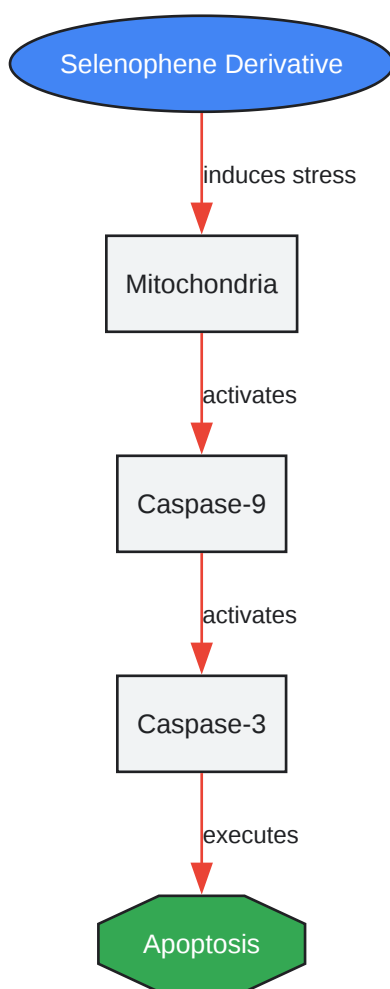 Selenophene Derivative
induces stress
Mitochondria
activates
Caspase-9
activates
Caspase-3
executes
Apoptosis